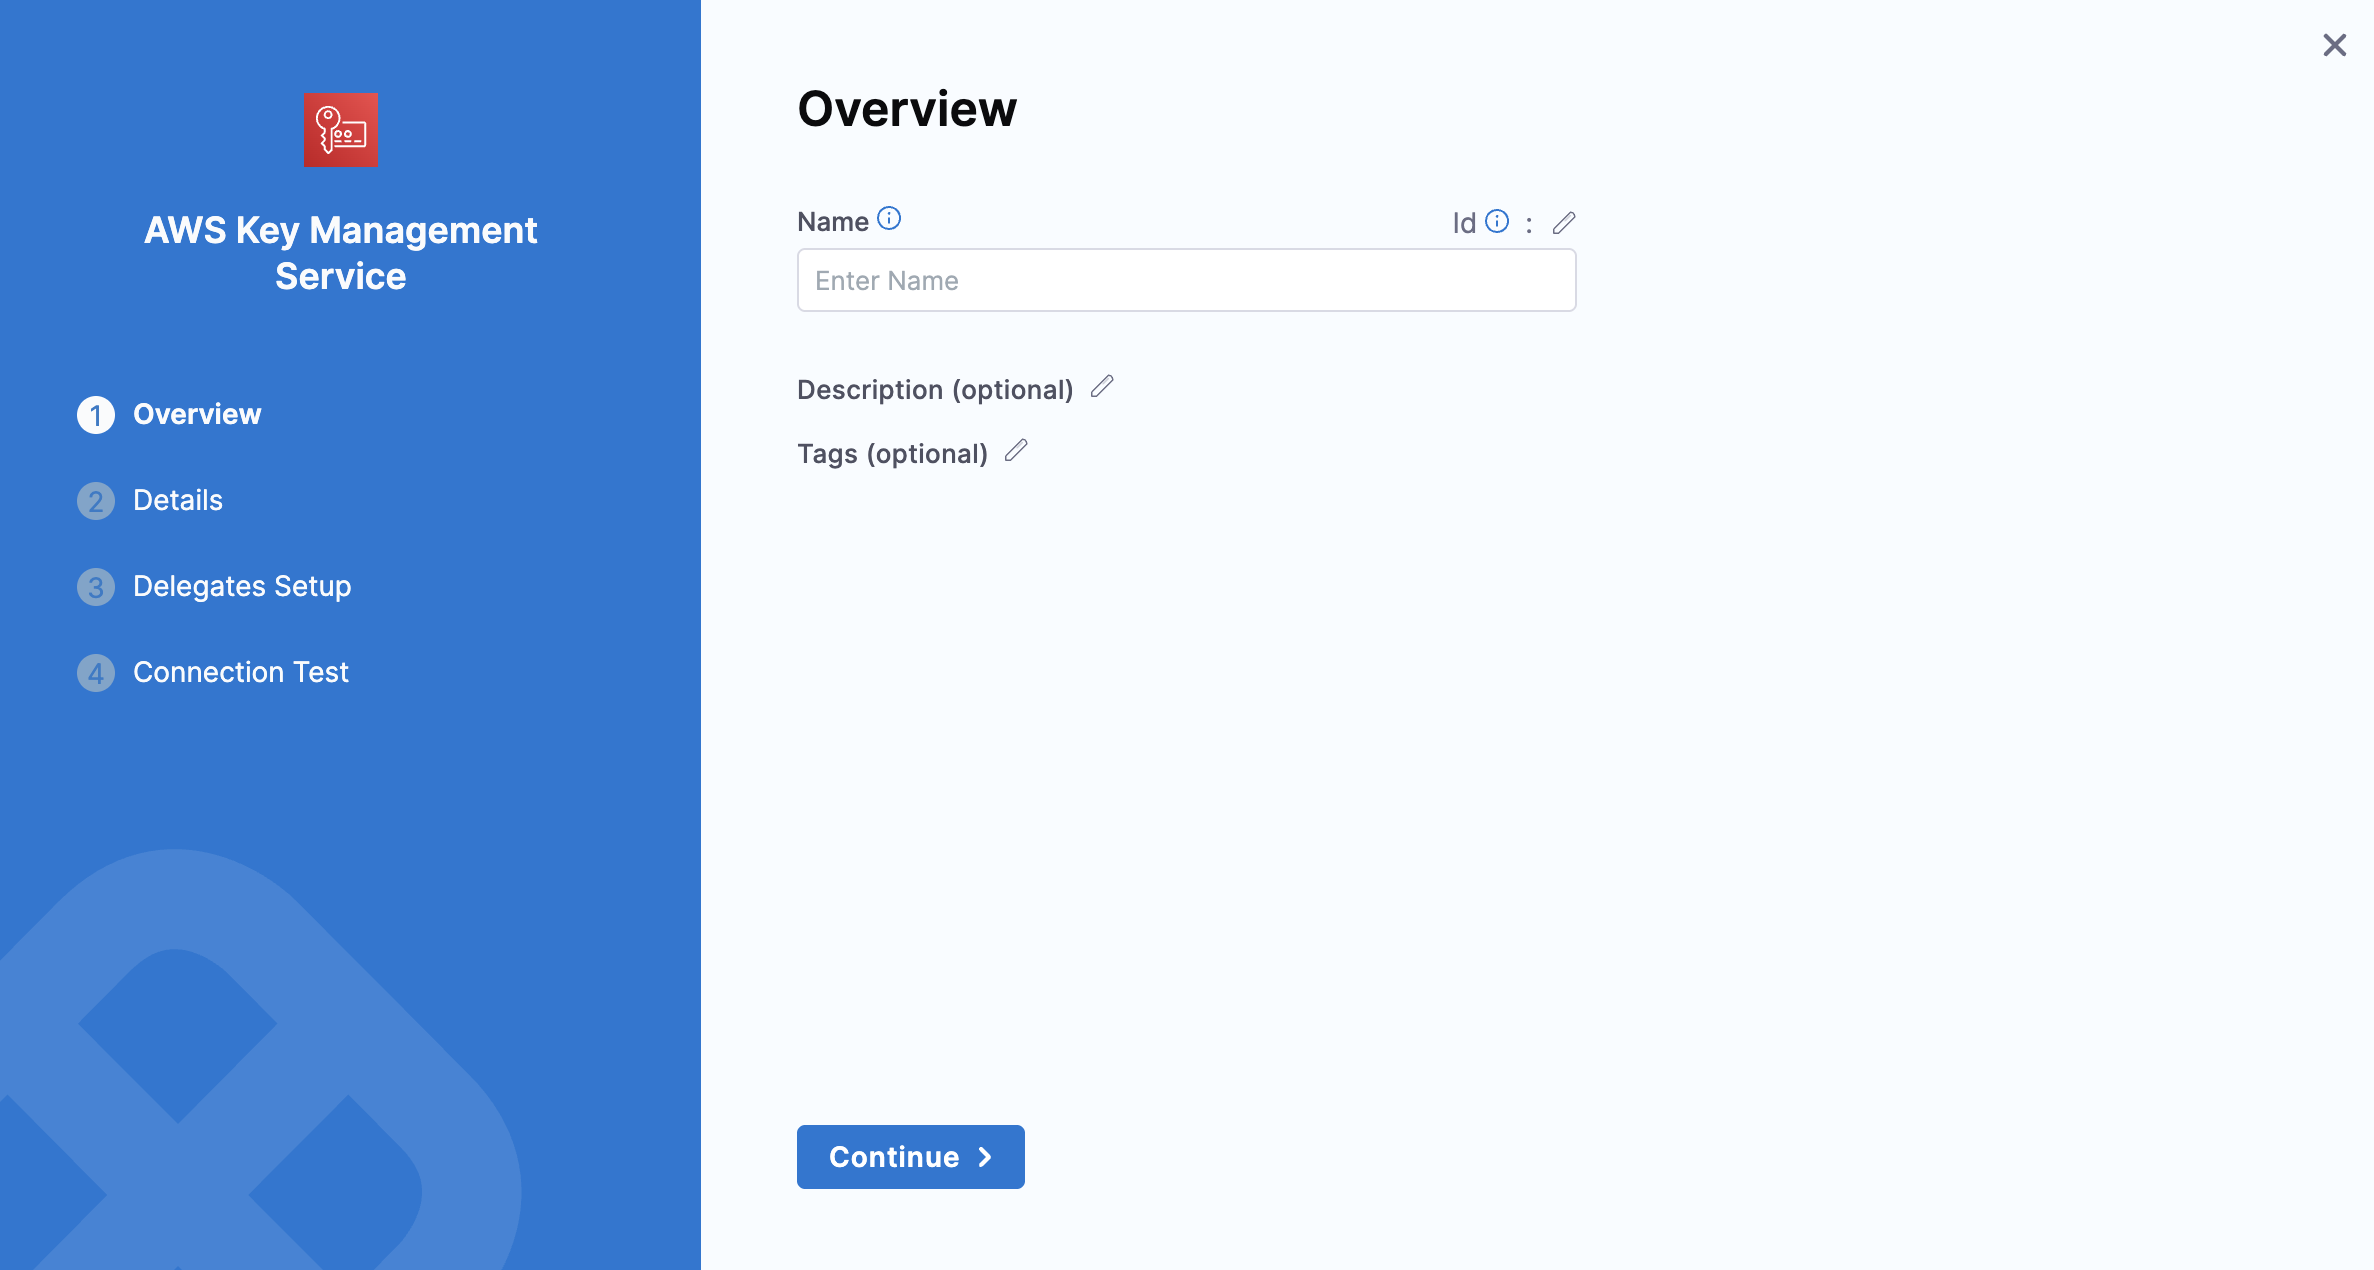 AWS Key Management
Service
1 Overview
2 Details
3 Delegates Setup
4 Connection Test
Overview
Name
Id :
Enter Name
Description (optional)
Tags (optional)
Continue